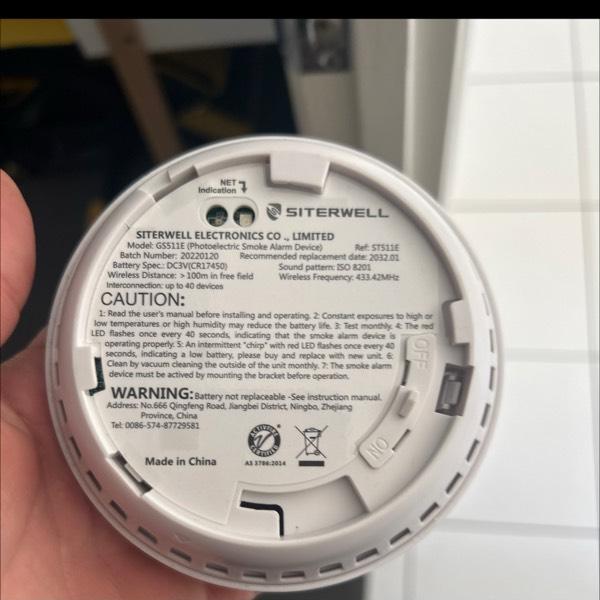 NET
Indication
SITERWELL
SITERWELL ELECTRONICS CO ., LIMITED
Model: GS511E (Photoelectric Smoke Alarm Device) Ref: ST511E
Batch Number: 20220120 Recommended replacement date: 2032.01
Battery Spec.: DC3V(CR17450) Sound pattern: ISO 8201
Wireless Distance: >100m in free field Wireless Frequency: 433.42MHz
Interconnection: up to 40 devices
CAUTION:
1: Read the user's manual before installing and operating. 2: Constant exposures to high or
low temperatures or high humidity may reduce the battery life. 3: Test monthly. 4: The red
LED flashes once every 40 seconds, indicating that the smoke alarm device is
operating properly. 5: An intermittent "chirp" with red LED flashes once every 40
seconds, indicating a low battery, please buy and replace with new unit. 6:
Clean by vacuum cleaning the outside of the unit monthly. 7: The smoke alarm
device must be actived by mounting the bracket before operation.
WARNING: Battery not replaceable -See instruction manual.
Address: No.666 Qingfeng Road, Jiangbei District, Ningbo, Zhejiang
Province, China
Tel: 0086-574-87729581
Made in China
ACTIVFIRE
CERTIFIED
AS 3786:2014
OFF
ON